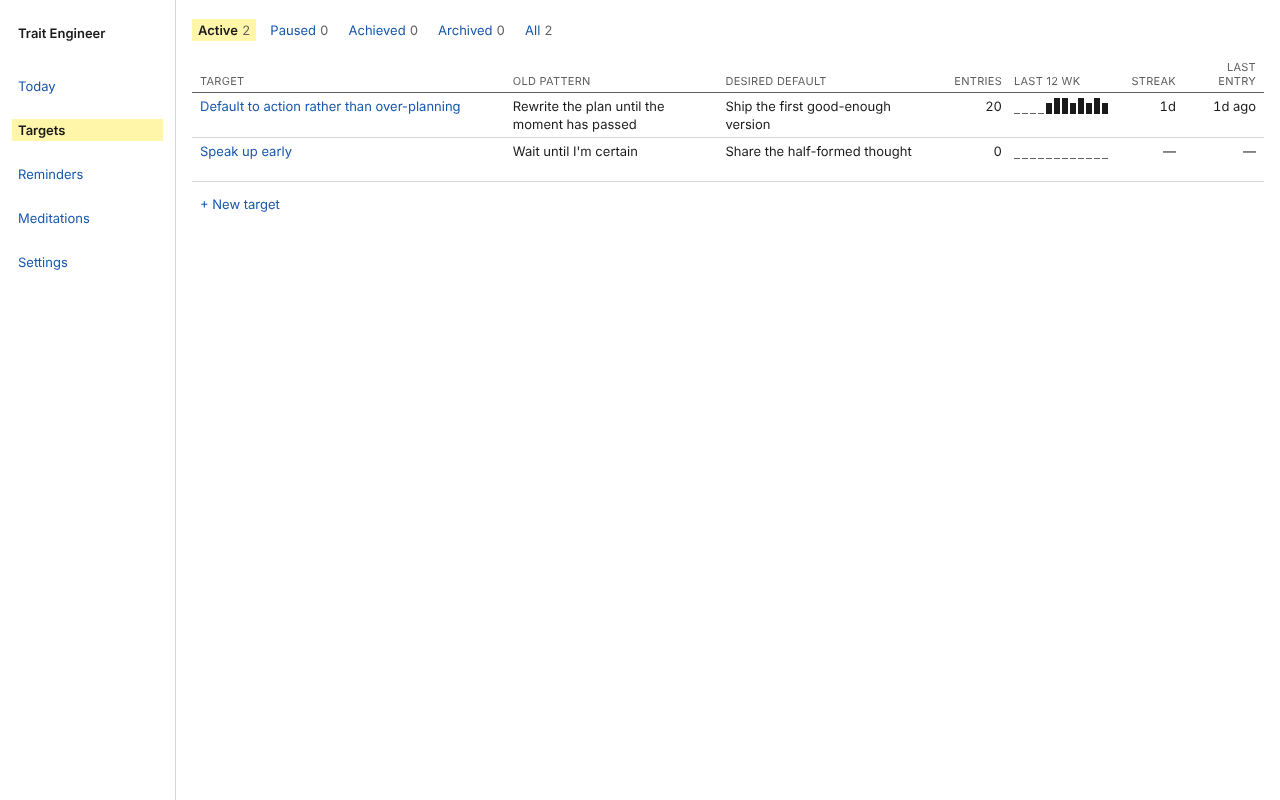 Trait Engineer
Today
Targets
Reminders
Meditations
Settings
Active 2 Paused 0 Achieved 0 Archived 0 All 2
TARGET OLD PATTERN DESIRED DEFAULT ENTRIES LAST 12 WK STREAK LAST ENTRY
Default to action rather than over-planning Rewrite the plan until the Ship the first good-enough 20 1d 1d ago
moment has passed version
Speak up early Wait until I'm certain Share the half-formed thought 0 — —
+ New target